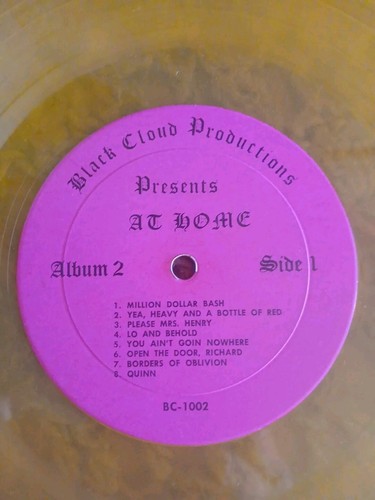 Black Cloud Productions
Presents
AT HOME
Album 2 Side 1
1. MILLION DOLLAR BASH
2. YEA, HEAVY AND A BOTTLE OF RED
3. PLEASE MRS. HENRY
4. LO AND BEHOLD
5. YOU AIN'T GOIN NOWHERE
6. OPEN THE DOOR, RICHARD
7. BORDERS OF OBLIVION
8. QUINN
BC-1002